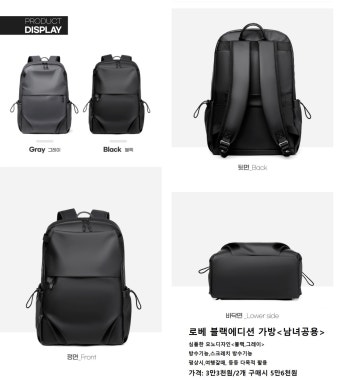 PRODUCT
DISPLAY
Gray 그레이
Black 블랙
뒷면_Back
정면_Front
바닥면_Lower side
로베 블랙에디션 가방<남녀공용>
심플한 모노디자인<블랙,그레이>
방수기능,스크래치 방수기능
평상시,여행갈때, 등등 다목적 활용
가격: 3만3천원/2개 구매시 5만6천원